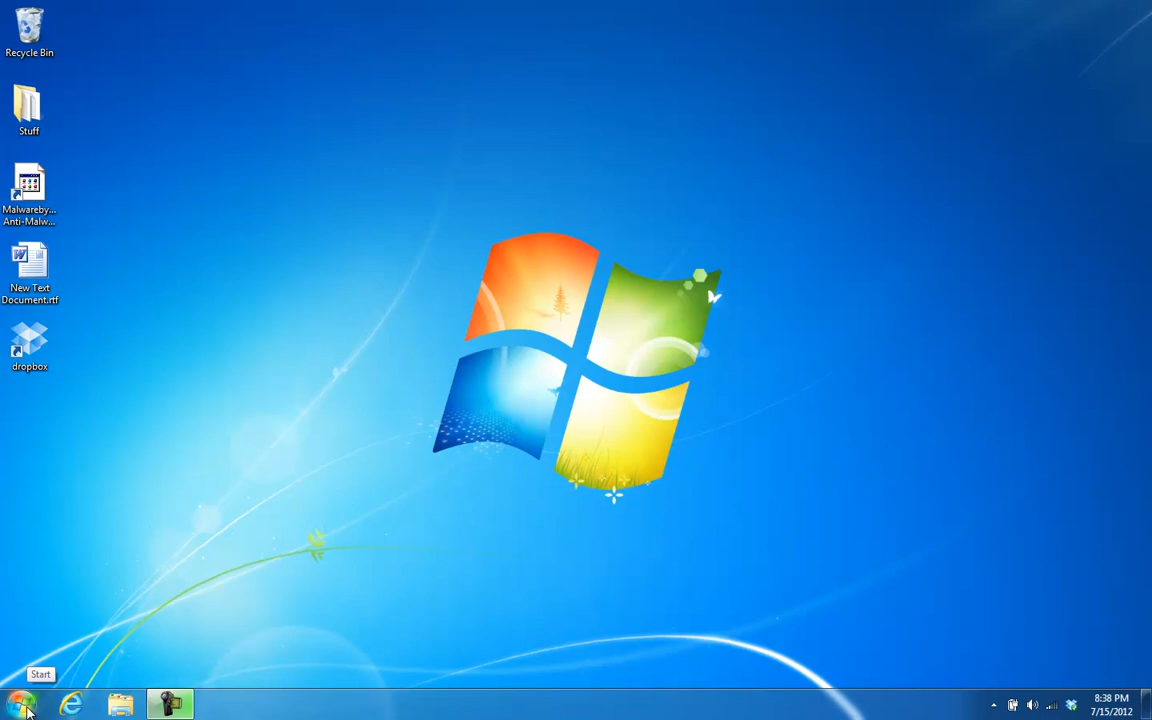 Recycle Bin
Stuff
Malwareby...
Anti-Malw...
New Text
Document.rtf
dropbox
Start
8:38 PM
7/15/2012